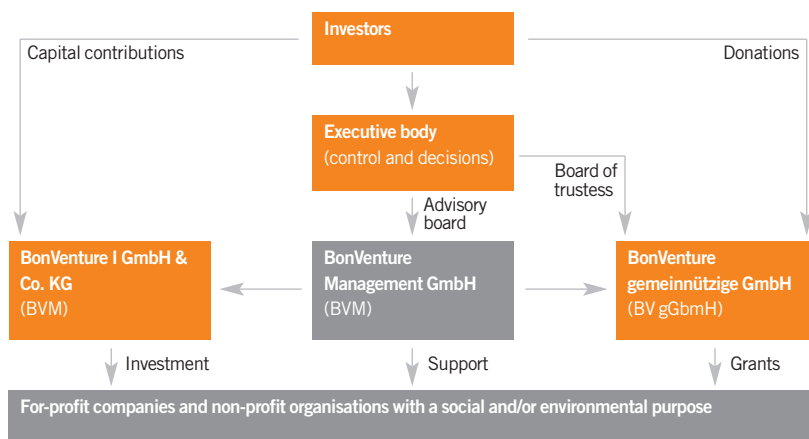 Investors
Capital contributions
Donations
Executive body
(control and decisions)
Board of
trustess
Advisory
board
BonVenture I GmbH &
Co. KG
(BVM)
BonVenture
Management GmbH
(BVM)
BonVenture
gemeinnützige GmbH
(BV gGbmH)
Investment
Support
Grants
For-profit companies and non-profit organisations with a social and/or environmental purpose